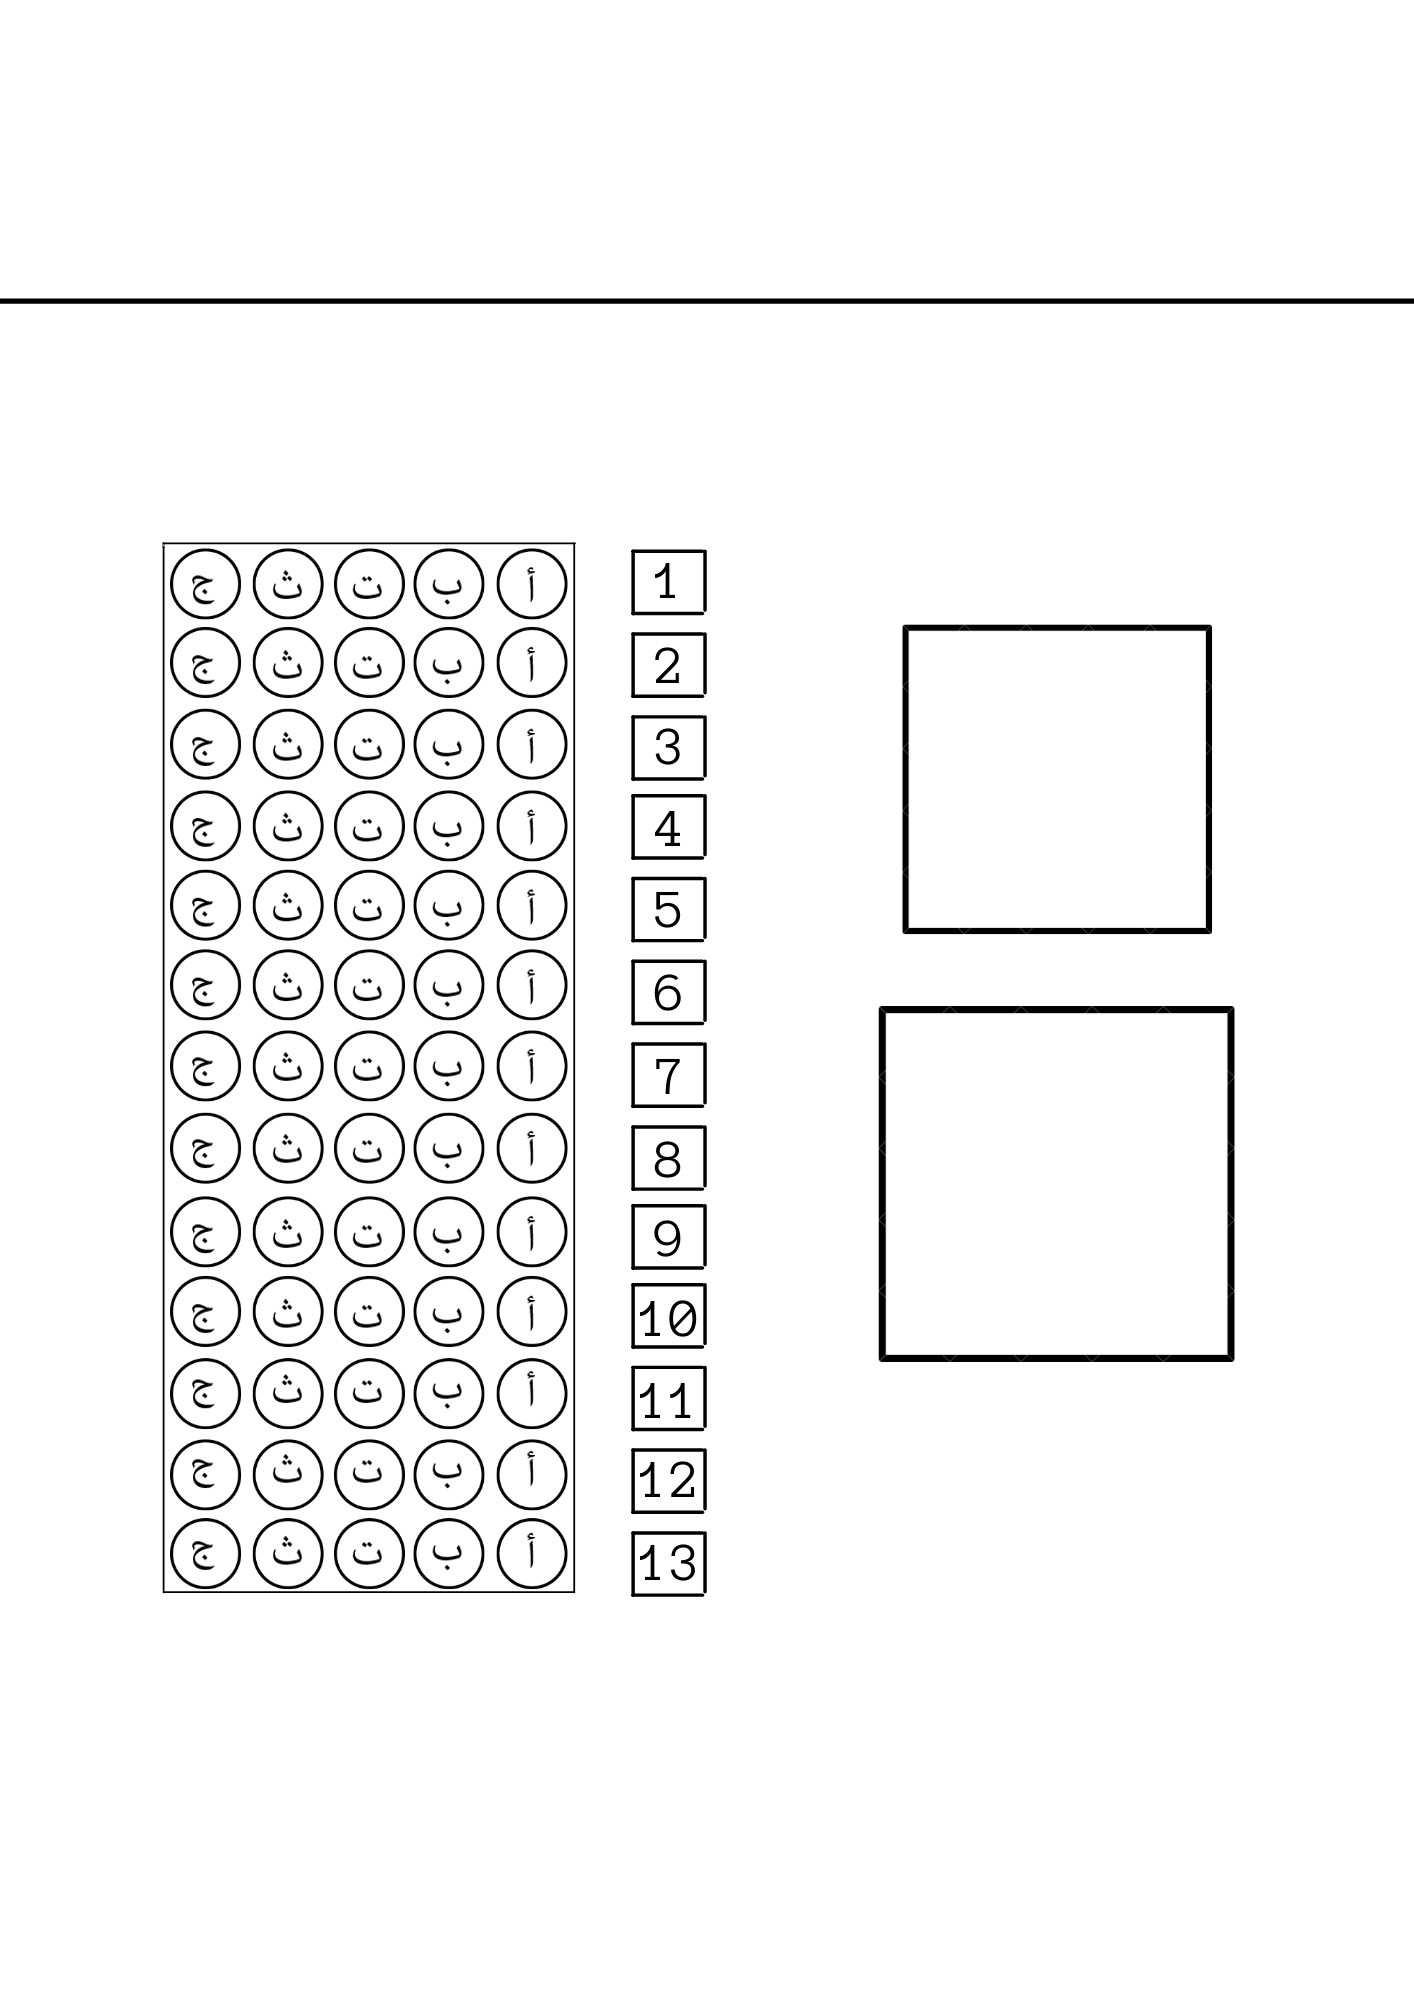 1 أ ب ت ث ج
2 أ ب ت ث ج
3 أ ب ت ث ج
4 أ ب ت ث ج
5 أ ب ت ث ج
6 أ ب ت ث ج
7 أ ب ت ث ج
8 أ ب ت ث ج
9 أ ب ت ث ج
10 أ ب ت ث ج
11 أ ب ت ث ج
12 أ ب ت ث ج
13 أ ب ت ث ج